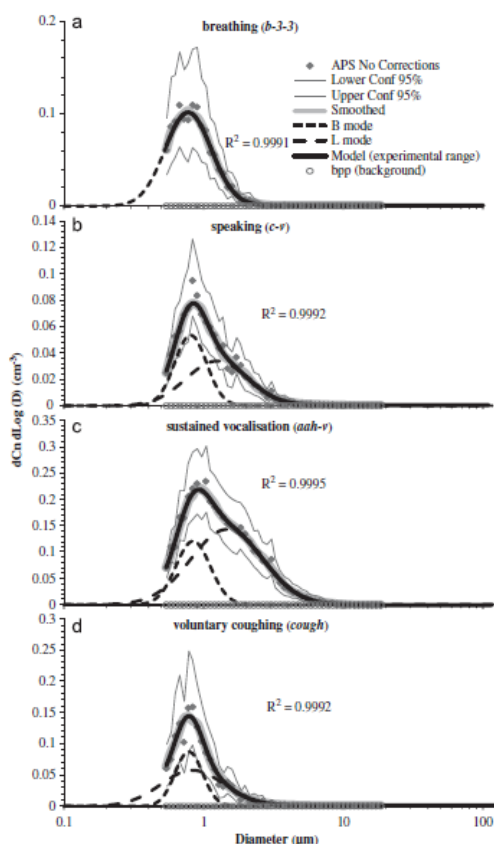 a
breathing (b-3-3)
0.2
0.1
0
APS No Corrections
Lower Conf 95%
Upper Conf 95%
Smoothed
B mode
L mode
Model (experimental range)
bpp (background)
R² = 0.9991
b
speaking (c-v)
0.14
0.12
0.1
0.08
0.06
0.04
0.02
0
R² = 0.9992
dCn dLog (D) (cm⁻³)
c
sustained vocalisation (aah-v)
0.35
0.3
0.25
0.2
0.15
0.1
0.05
0
R² = 0.9995
d
voluntary coughing (cough)
0.3
0.25
0.2
0.15
0.1
0.05
0
R² = 0.9992
0.1
1
10
100
Diameter (µm)